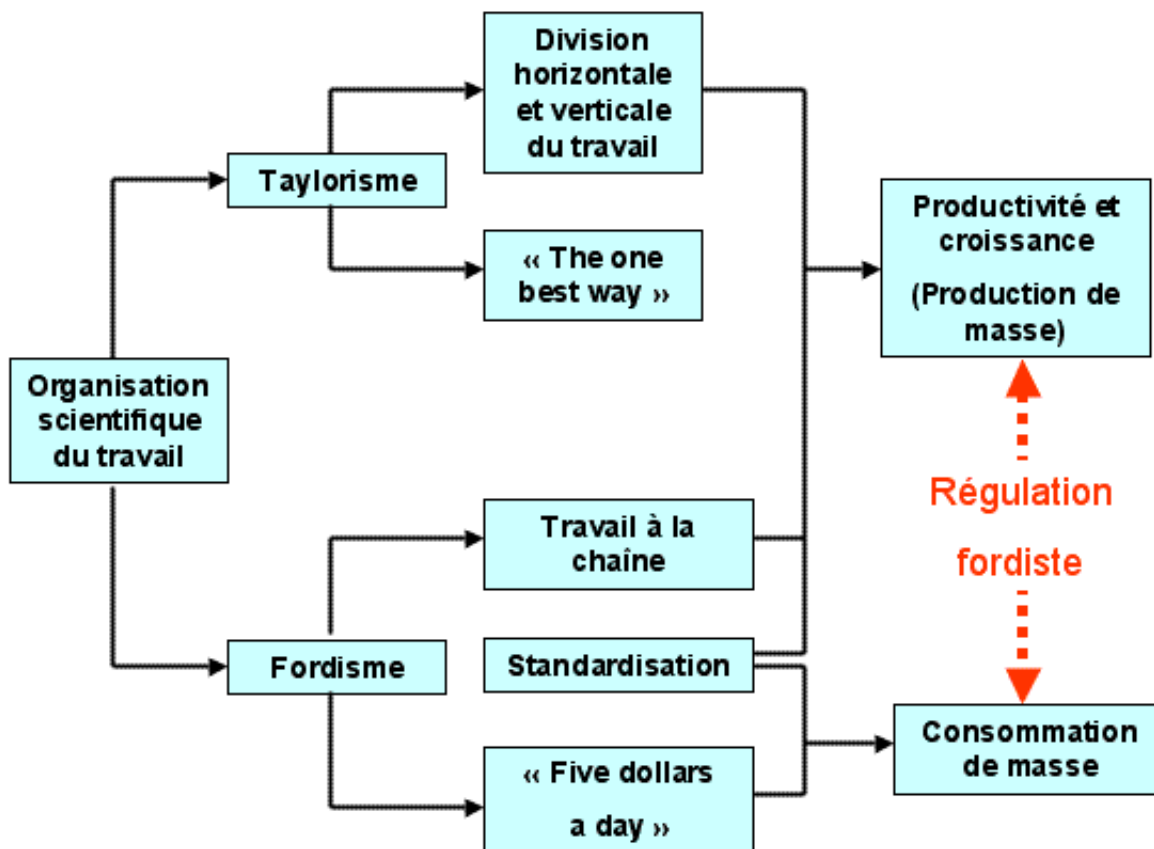 Division
horizontale
et verticale
du travail
Taylorisme
« The one
best way »
Productivité et
croissance
(Production de
masse)
Organisation
scientifique
du travail
Régulation
fordiste
Travail à la
chaîne
Fordisme
Standardisation
« Five dollars
a day »
Consommation
de masse